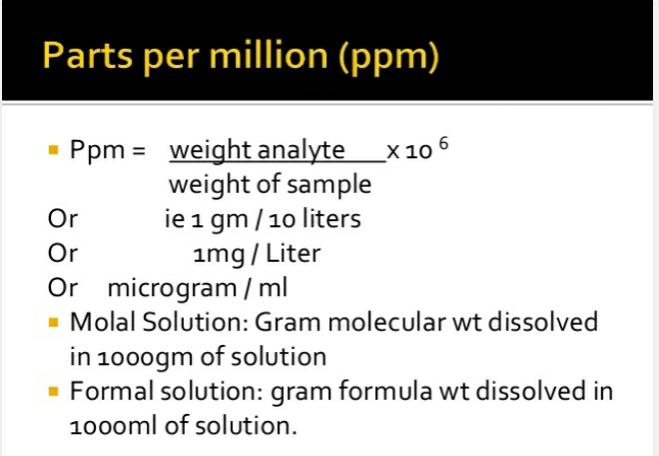 Parts per million (ppm)
▪ Ppm = weight analyte x 10 6
weight of sample
Or ie 1 gm / 10 liters
Or 1mg / Liter
Or microgram / ml
▪ Molal Solution: Gram molecular wt dissolved
in 1000gm of solution
▪ Formal solution: gram formula wt dissolved in
1000ml of solution.